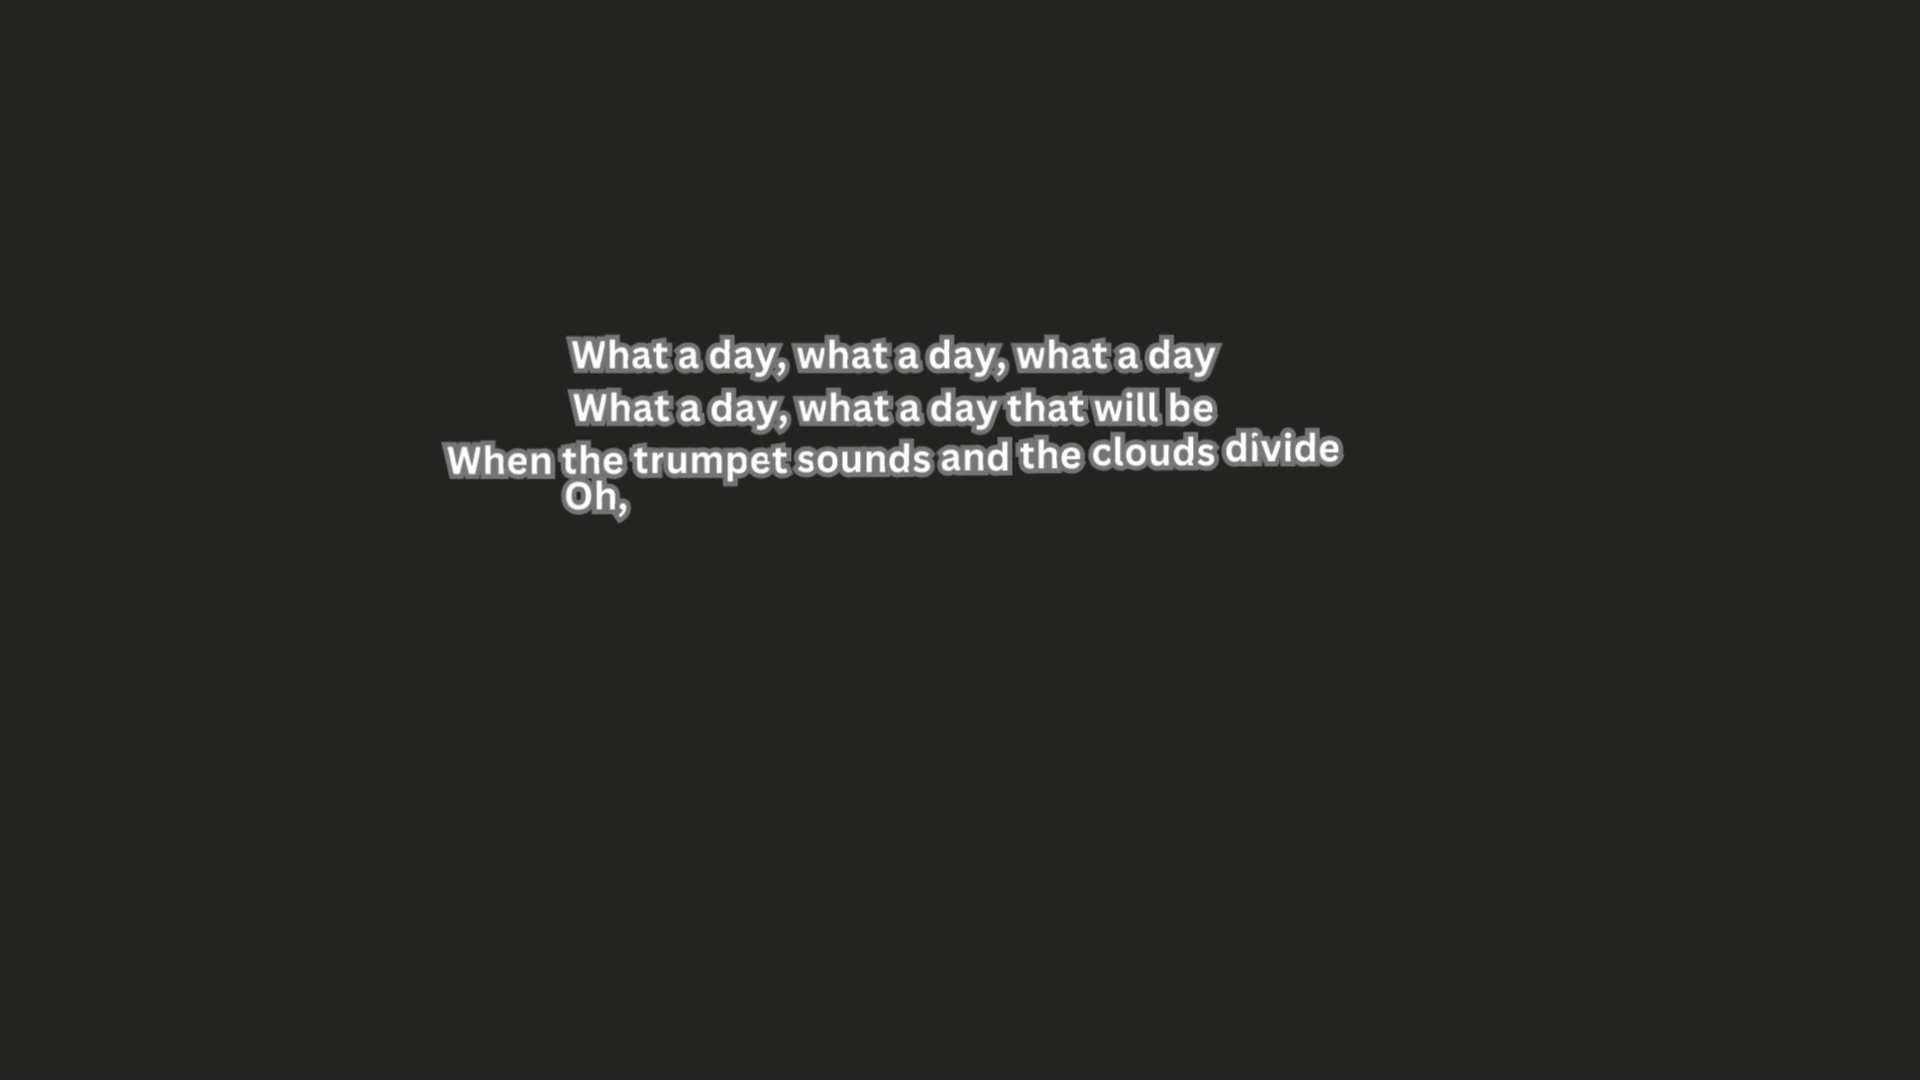 What a day, what a day, what a day
What a day, what a day that will be
When the trumpet sounds and the clouds divide
Oh,